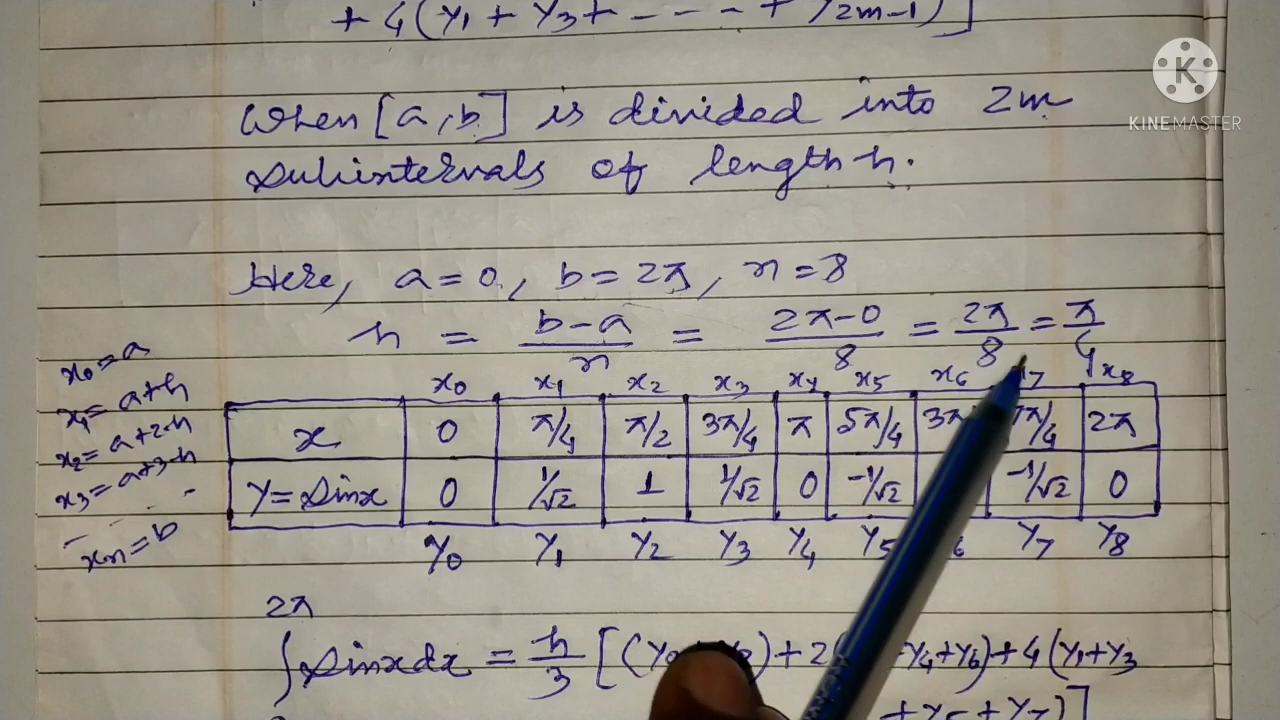 + 4(y₁ + y₃ + - - - - + y₂ₘ₋₁)]
K
KINEMASTER
When [a, b] is divided into 2m
subintervals of length h.
Here, a = 0, b = 2π, n = 8
h = (b-a)/n = (2π-0)/8 = 2π/8 = π/4
x₀ = a
x₁ = a+h
x₂ = a+2h
x₃ = a+3h
- - - -
xₙ = b
x₀ x₁ x₂ x₃ x₄ x₅ x₆ x₈
x 0 π/4 π/2 3π/4 π 5π/4 3π π/4 2π
y = sinx 0 1/√2 1 1/√2 0 -1/√2 -1/√2 0
y₀ y₁ y₂ y₃ y₄ y₅ y₇ y₈
2π
∫ sinx dx = h/3 [(y₀ ) + 2( y₄+y₆) + 4(y₁+y₃